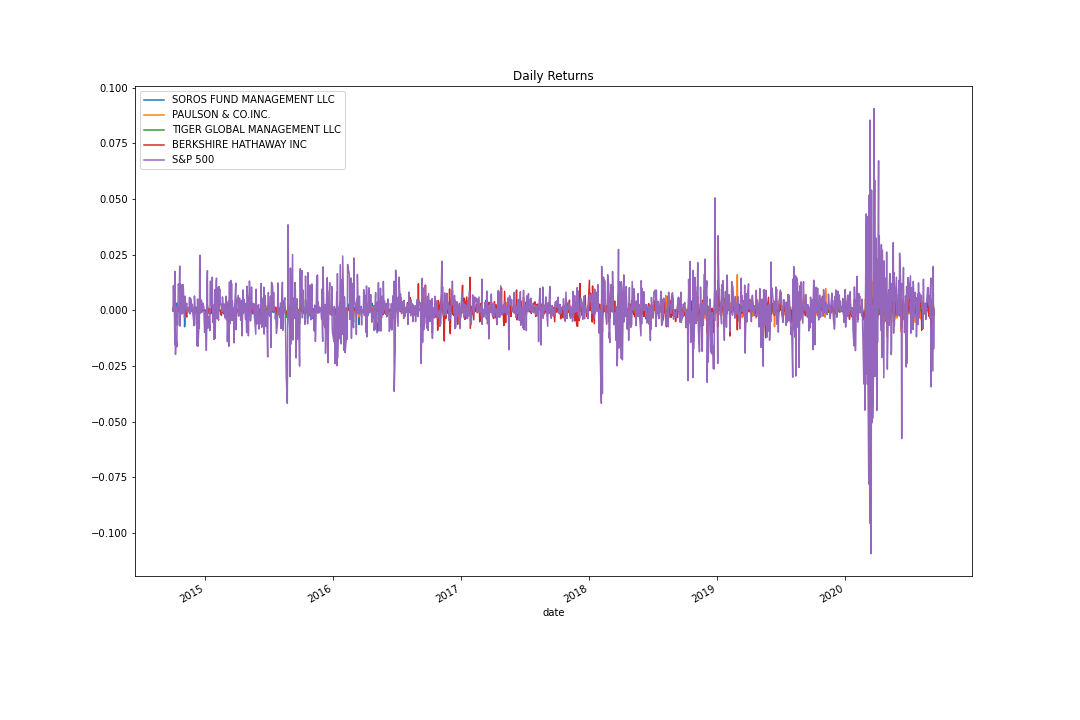 Daily Returns
SOROS FUND MANAGEMENT LLC
PAULSON & CO.INC.
TIGER GLOBAL MANAGEMENT LLC
BERKSHIRE HATHAWAY INC
S&P 500
0.100
0.075
0.050
0.025
0.000
−0.025
−0.050
−0.075
−0.100
2015
2016
2017
2018
2019
2020
date